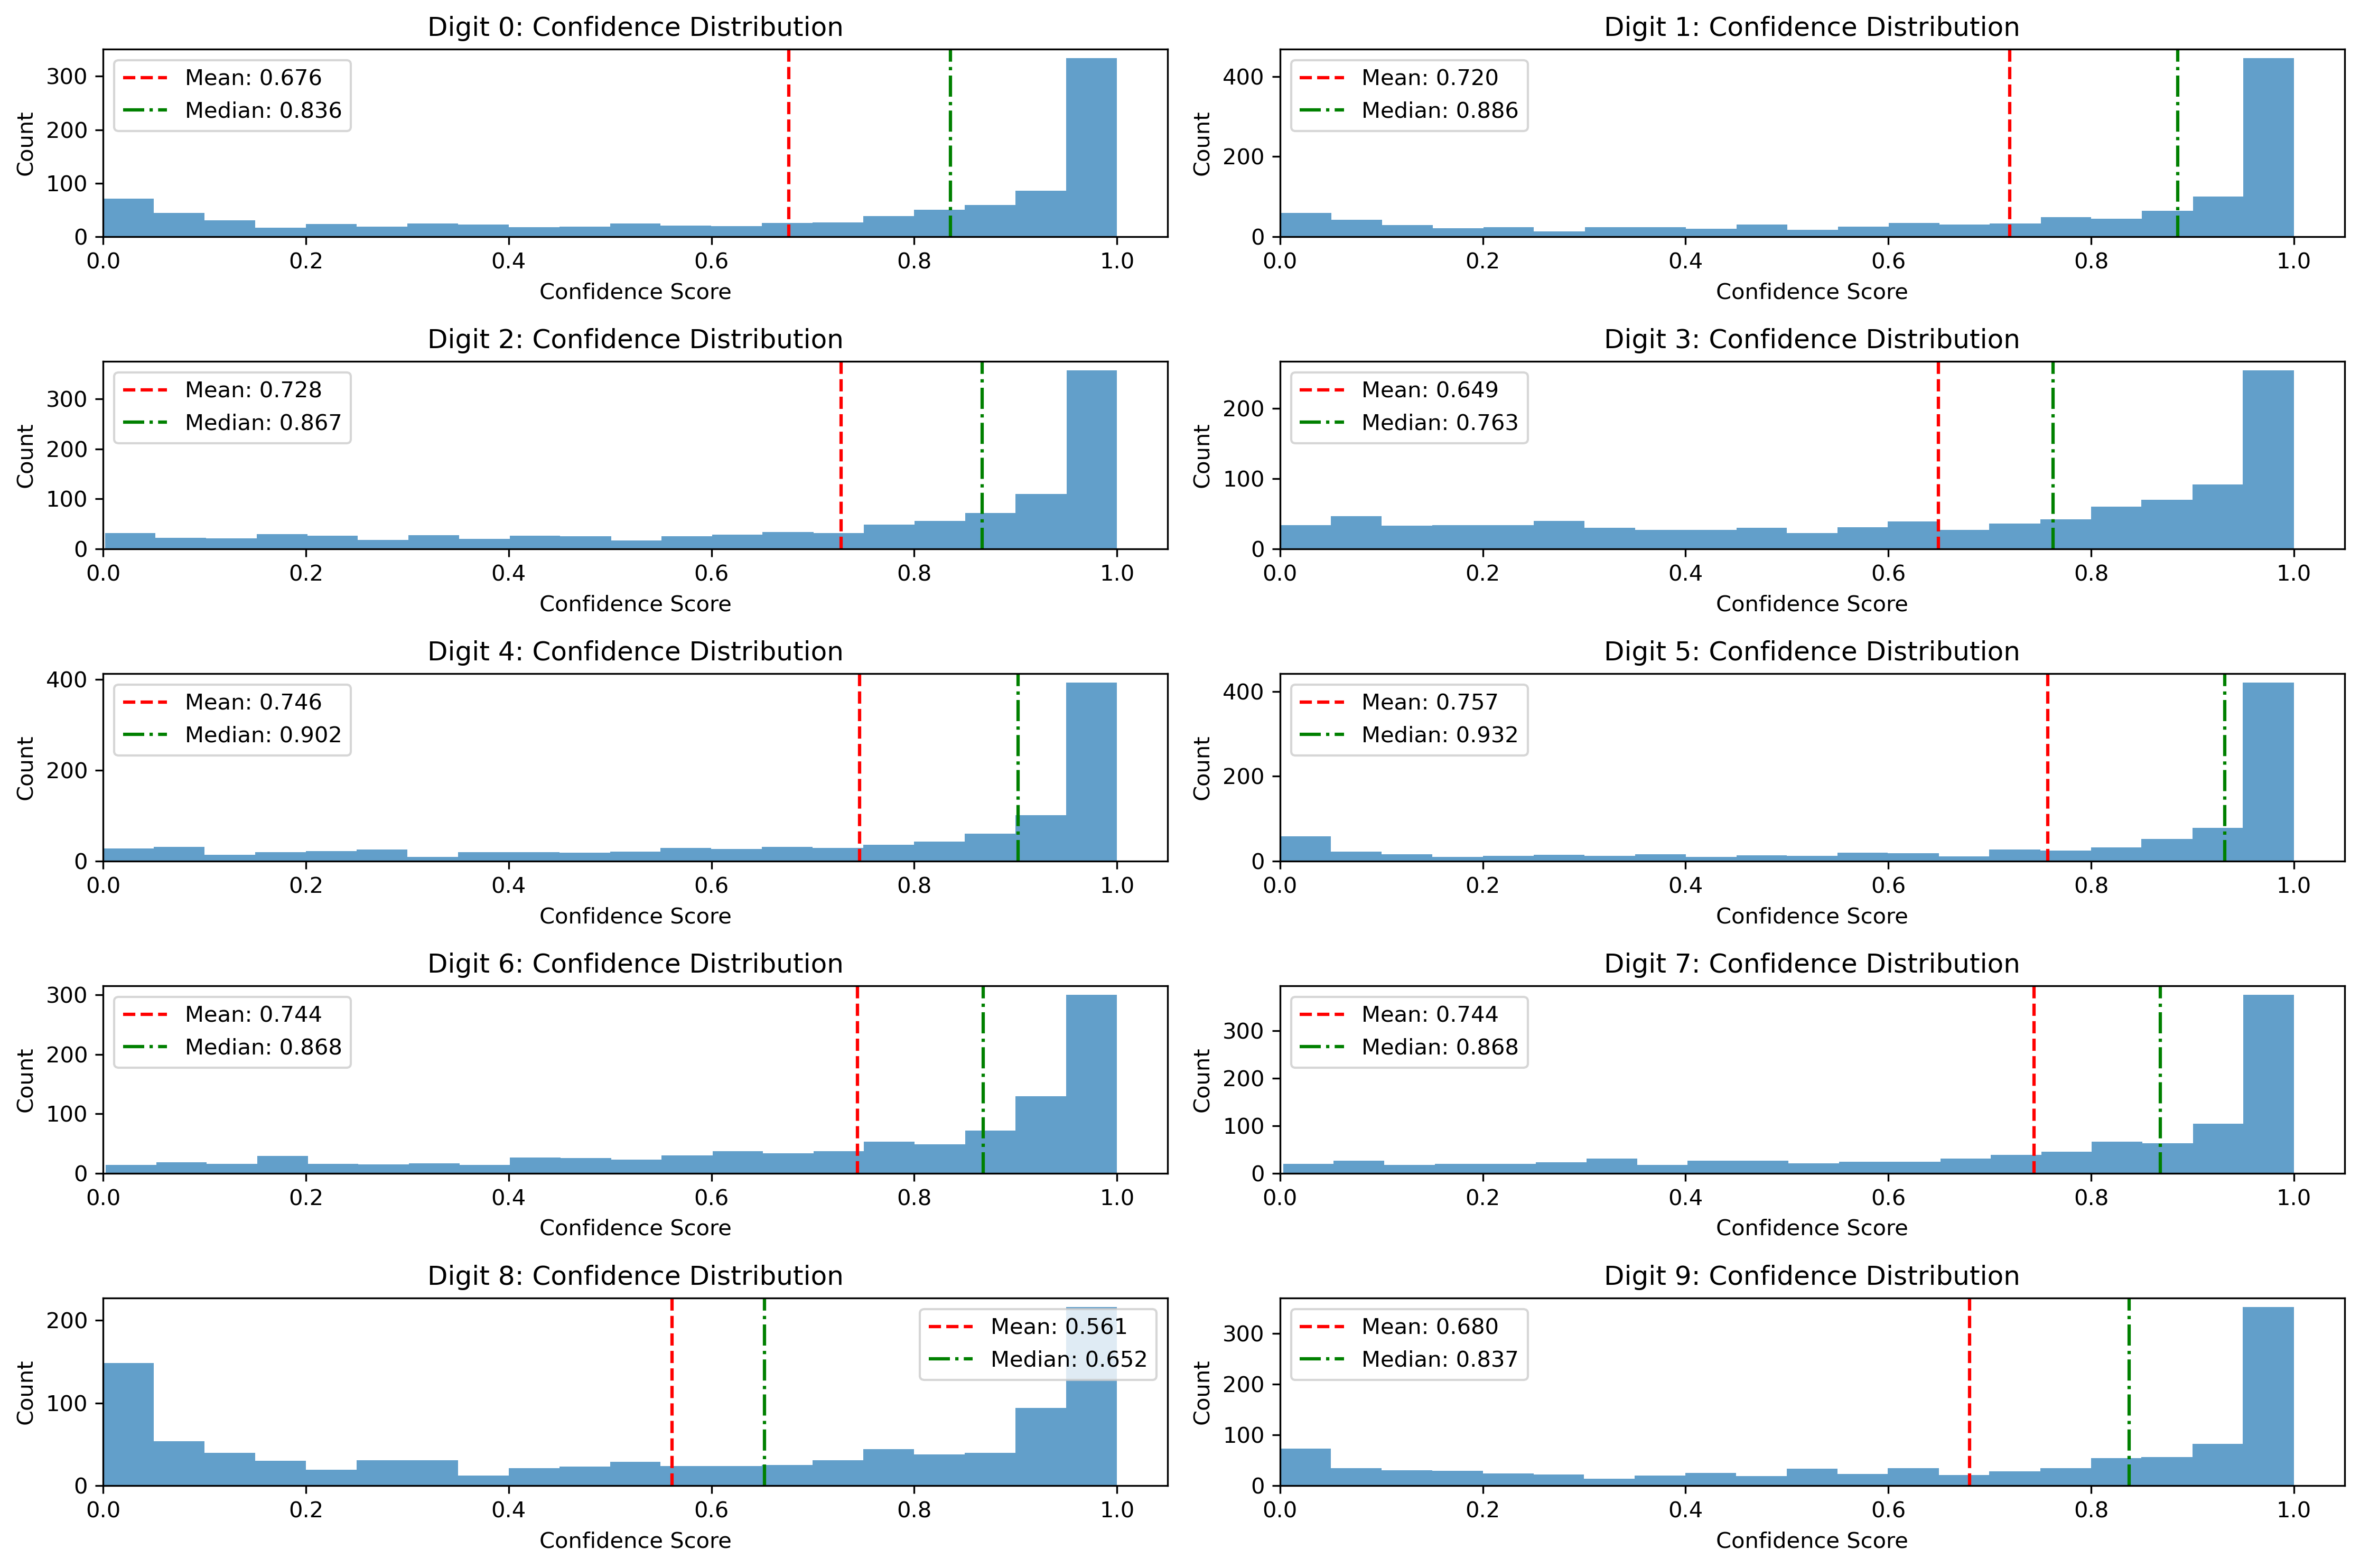 Digit 0: Confidence Distribution
Mean: 0.676
Median: 0.836
Count
300
200
100
0
0.0 0.2 0.4 0.6 0.8 1.0
Confidence Score
Digit 1: Confidence Distribution
Mean: 0.720
Median: 0.886
Count
400
200
0
0.0 0.2 0.4 0.6 0.8 1.0
Confidence Score
Digit 2: Confidence Distribution
Mean: 0.728
Median: 0.867
Count
300
200
100
0
0.0 0.2 0.4 0.6 0.8 1.0
Confidence Score
Digit 3: Confidence Distribution
Mean: 0.649
Median: 0.763
Count
200
100
0
0.0 0.2 0.4 0.6 0.8 1.0
Confidence Score
Digit 4: Confidence Distribution
Mean: 0.746
Median: 0.902
Count
400
200
0
0.0 0.2 0.4 0.6 0.8 1.0
Confidence Score
Digit 5: Confidence Distribution
Mean: 0.757
Median: 0.932
Count
400
200
0
0.0 0.2 0.4 0.6 0.8 1.0
Confidence Score
Digit 6: Confidence Distribution
Mean: 0.744
Median: 0.868
Count
300
200
100
0
0.0 0.2 0.4 0.6 0.8 1.0
Confidence Score
Digit 7: Confidence Distribution
Mean: 0.744
Median: 0.868
Count
300
200
100
0
0.0 0.2 0.4 0.6 0.8 1.0
Confidence Score
Digit 8: Confidence Distribution
Mean: 0.561
Median: 0.652
Count
200
100
0
0.0 0.2 0.4 0.6 0.8 1.0
Confidence Score
Digit 9: Confidence Distribution
Mean: 0.680
Median: 0.837
Count
300
200
100
0
0.0 0.2 0.4 0.6 0.8 1.0
Confidence Score